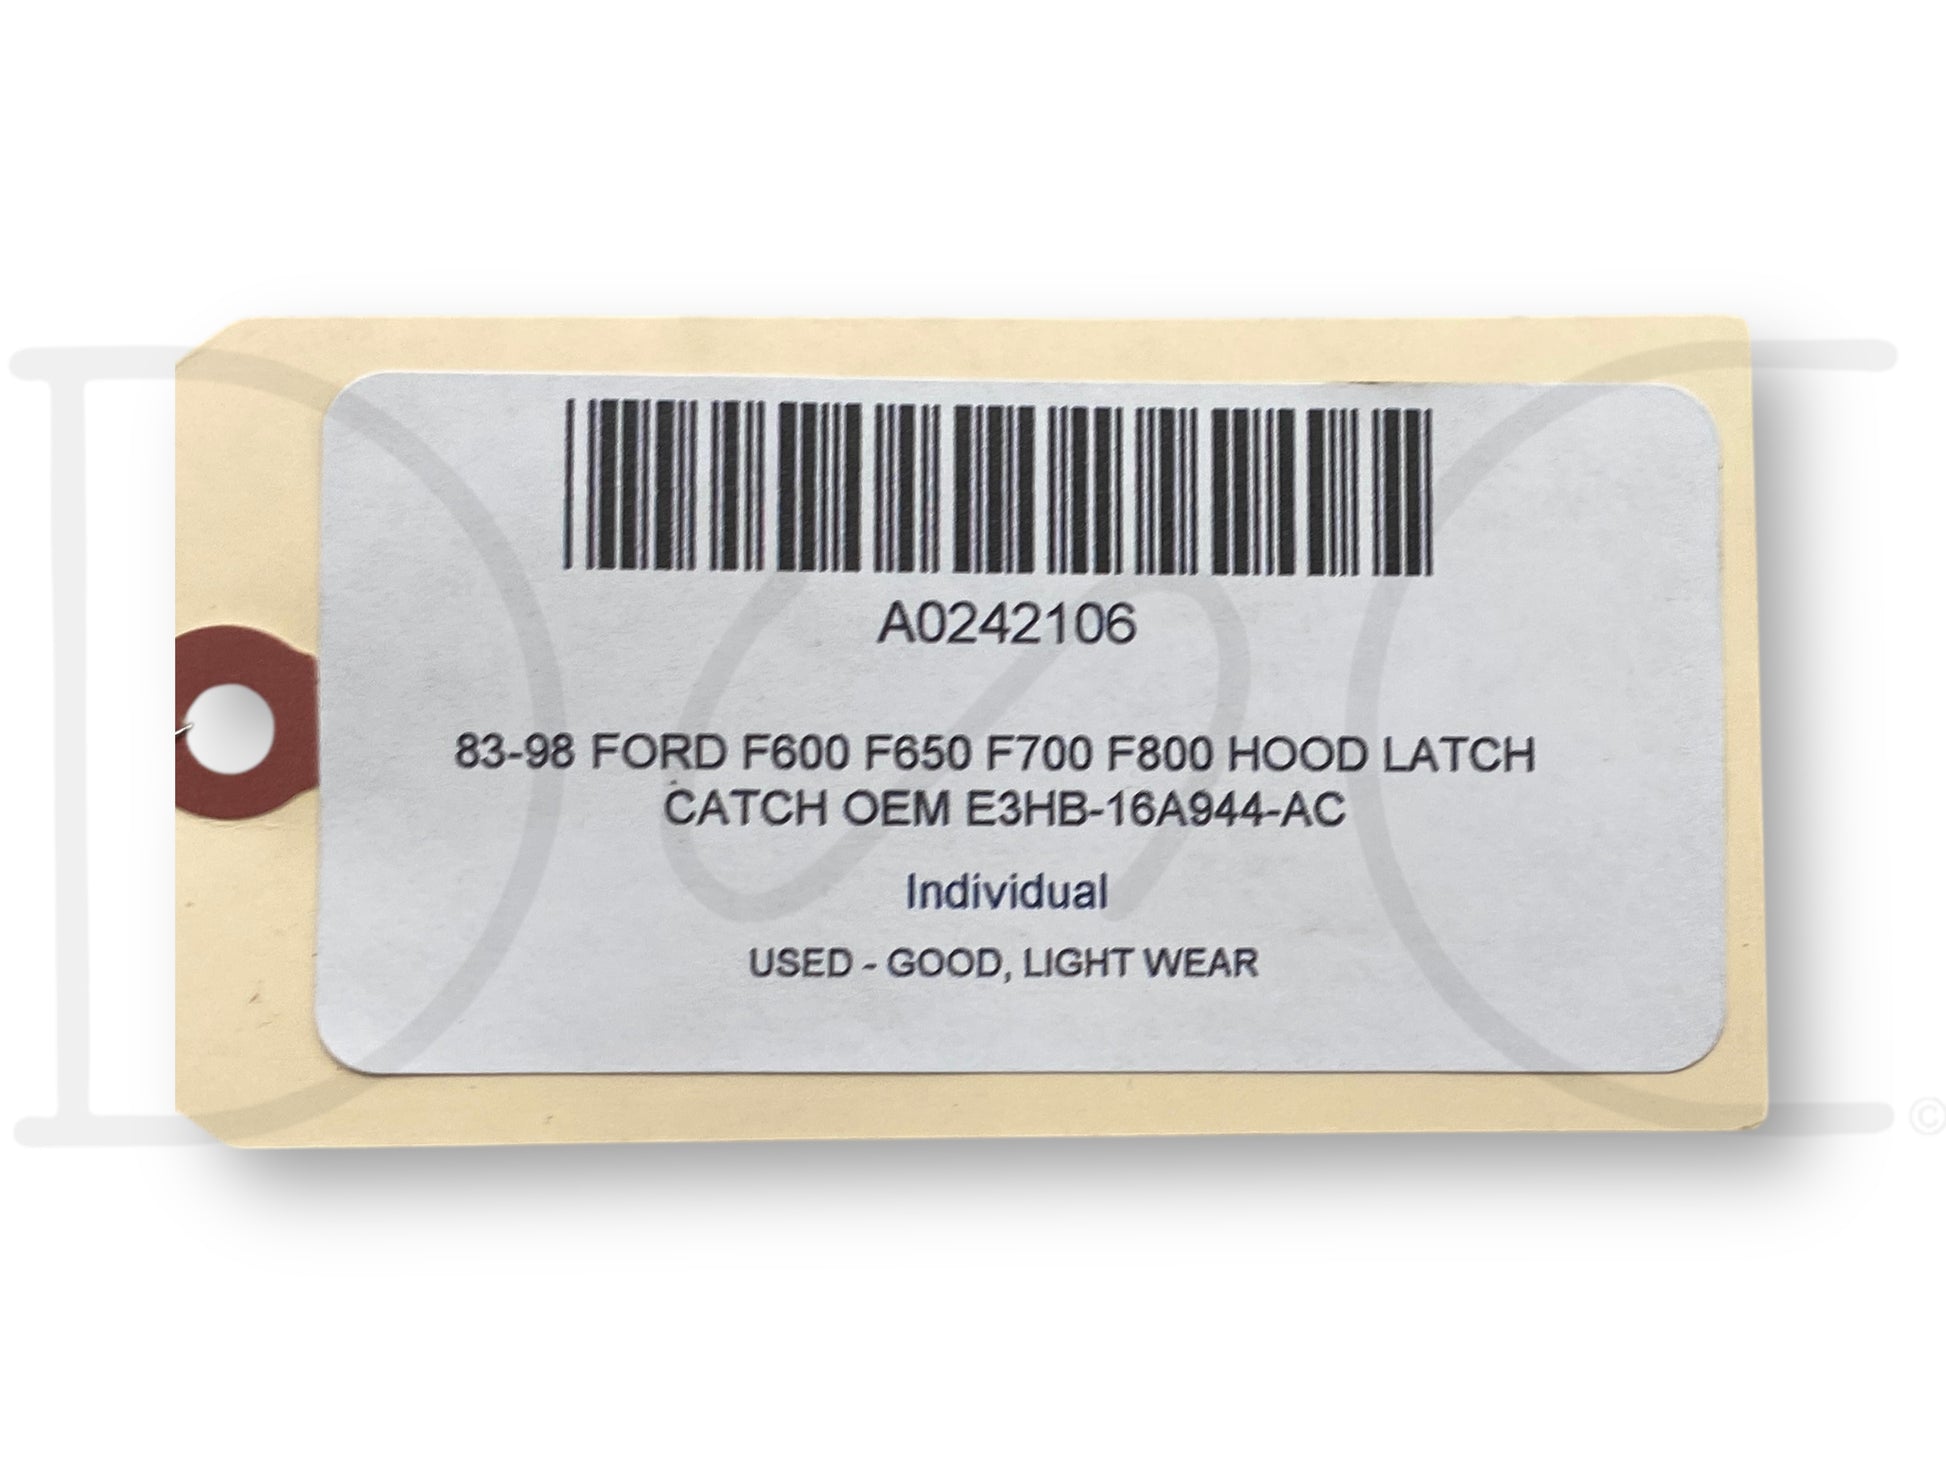 A0242106
83-98 FORD F600 F650 F700 F800 HOOD LATCH
CATCH OEM E3HB-16A944-AC
Individual
USED - GOOD, LIGHT WEAR
©